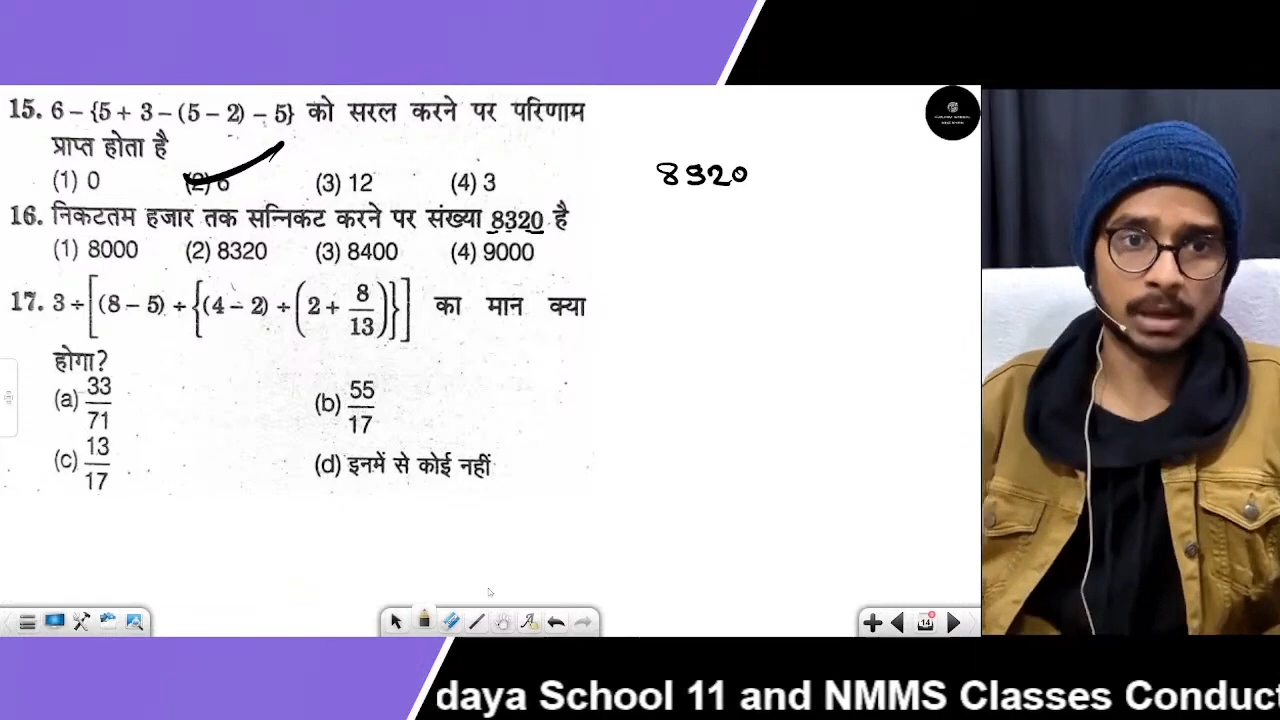 15. 6 – {5 + 3 – (5 – 2) – 5} को सरल करने पर परिणाम
प्राप्त होता है
(1) 0 (2) 6 (3) 12 (4) 3
8320
16. निकटतम हजार तक सन्निकट करने पर संख्या 8320 है
(1) 8000 (2) 8320 (3) 8400 (4) 9000
17. 3 ÷ [(8 – 5) ÷ {(4 – 2) ÷ (2 + 8/13)}] का मान क्या
होगा?
(a) 33/71 (b) 55/17
(c) 13/17 (d) इनमें से कोई नहीं
14
daya School 11 and NMMS Classes Conduct